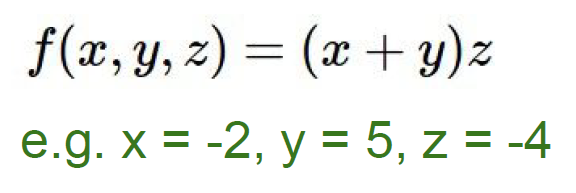 f(x, y, z) = (x + y)z
e.g. x = -2, y = 5, z = -4